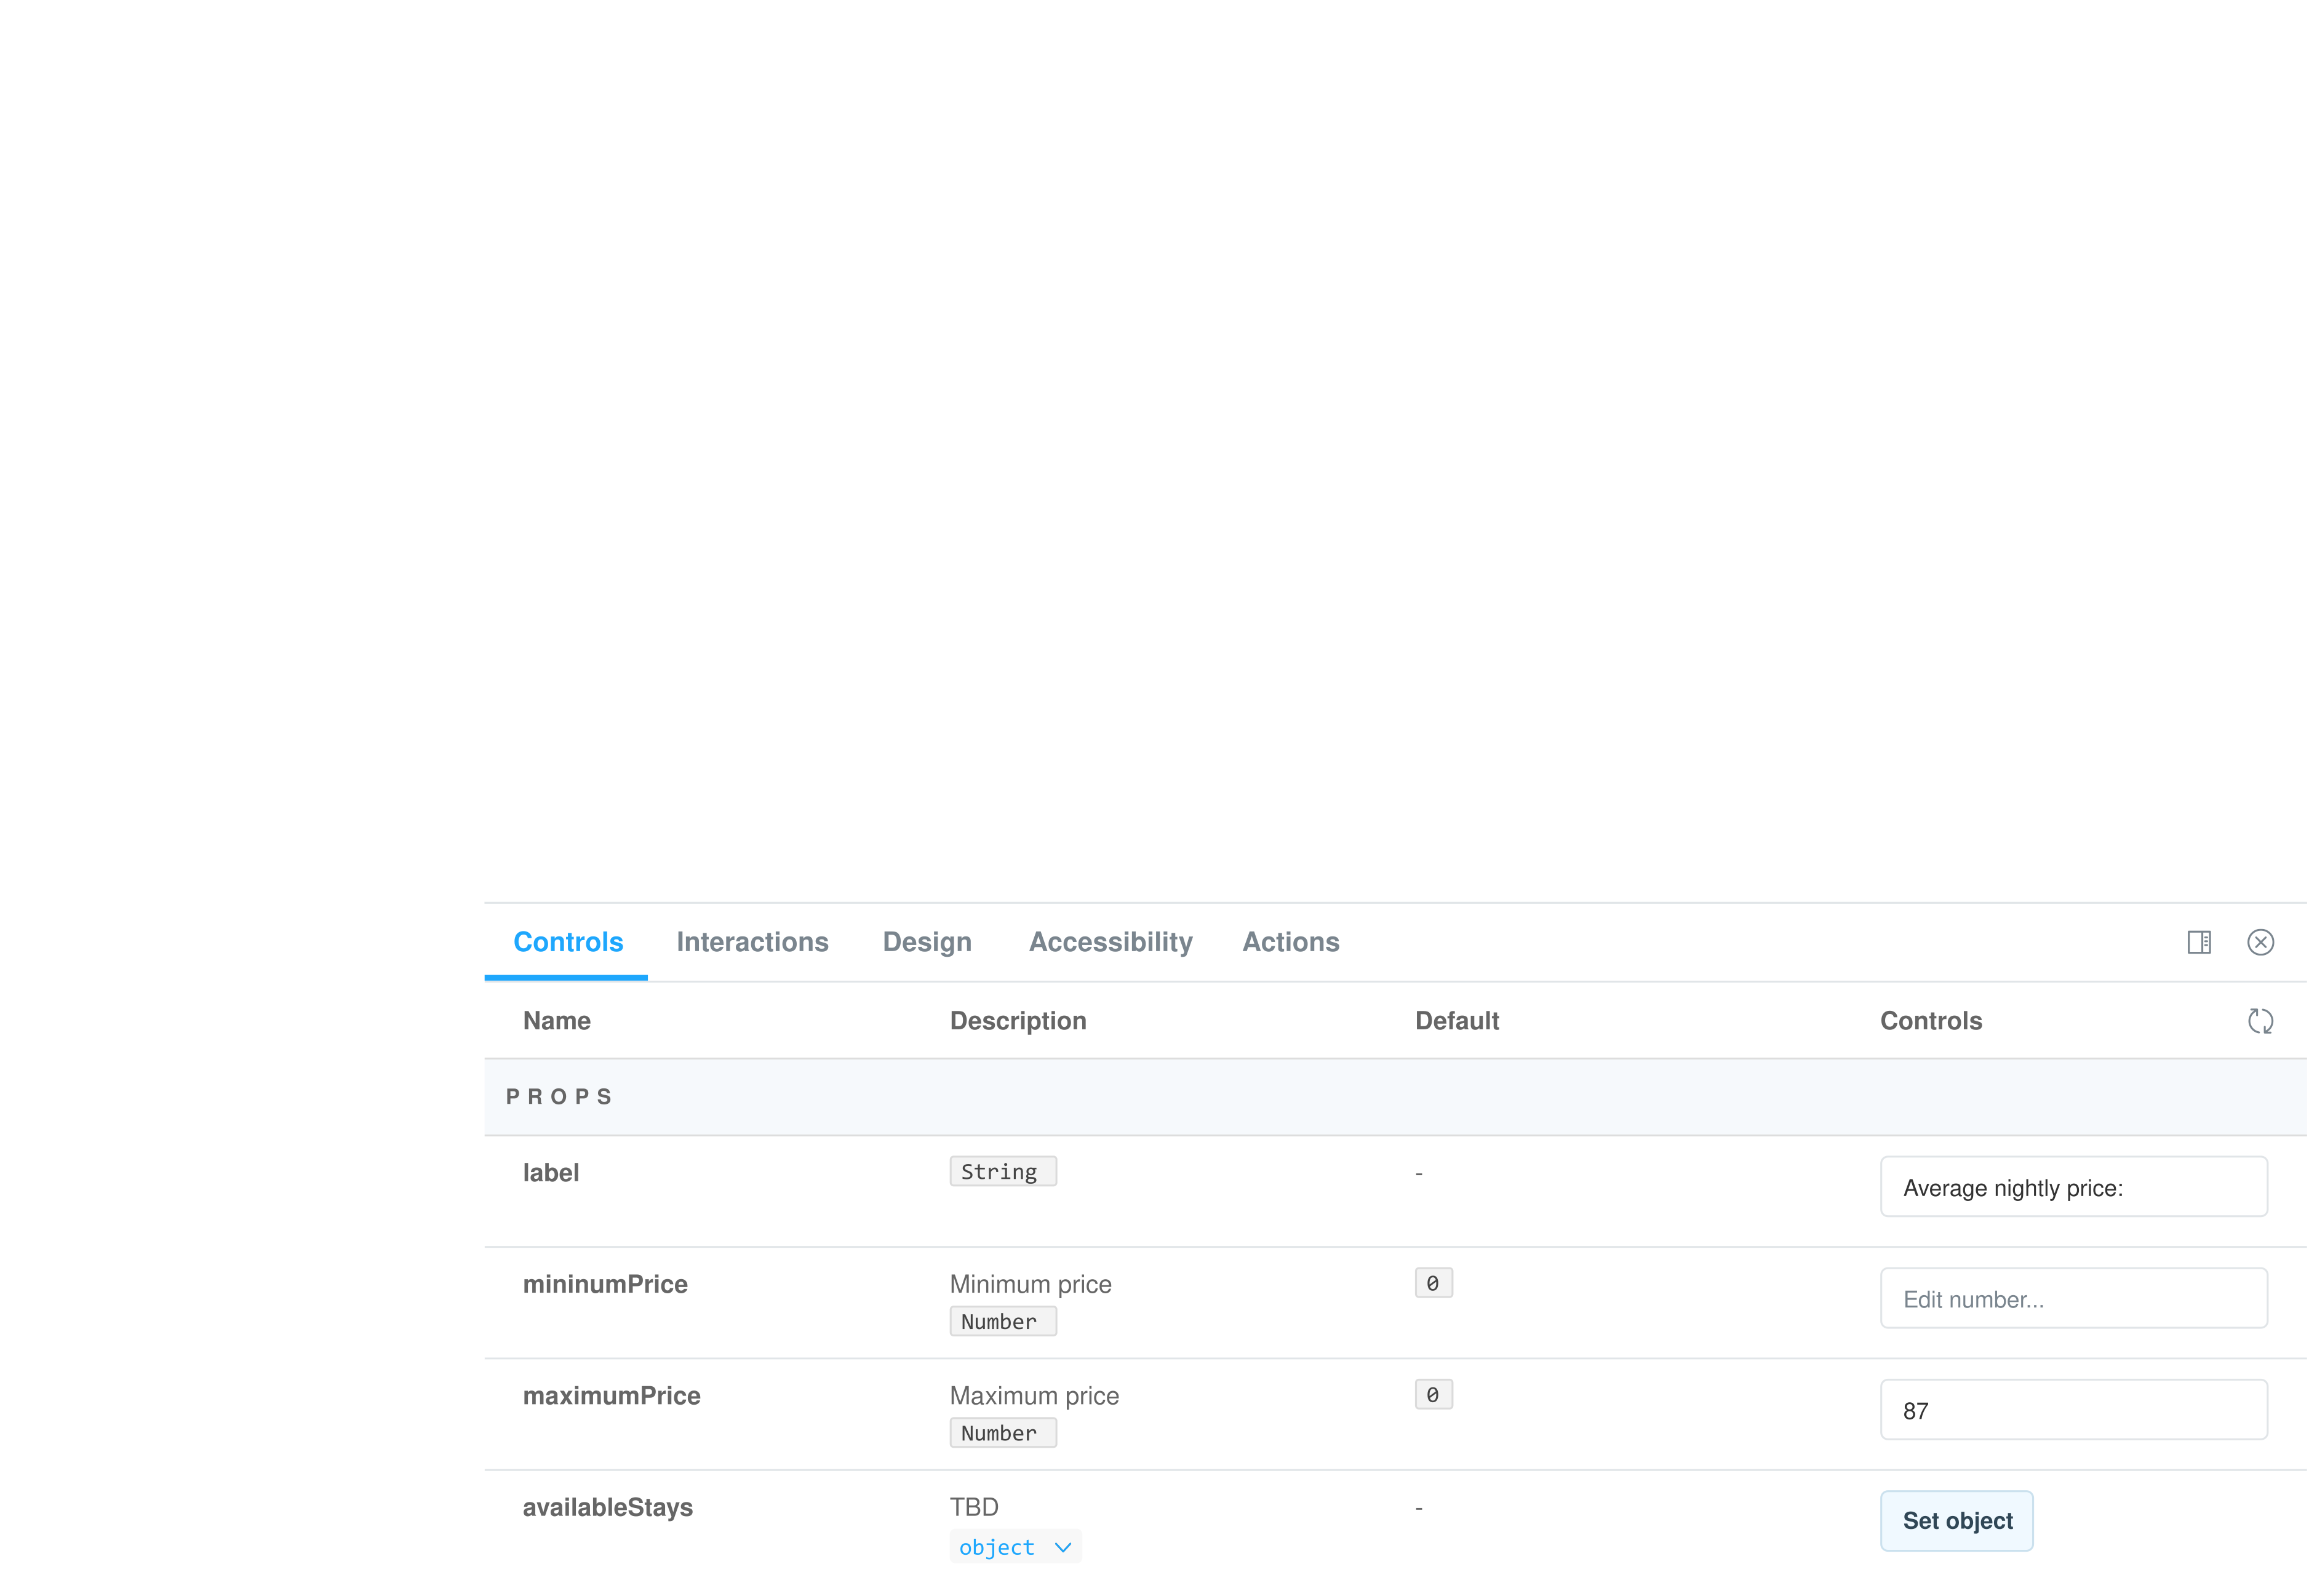 Controls Interactions Design Accessibility Actions
Name Description Default Controls
PROPS
label String - Average nightly price:
mininumPrice Minimum price 0 Edit number...
Number
maximumPrice Maximum price 0 87
Number
availableStays TBD - Set object
object